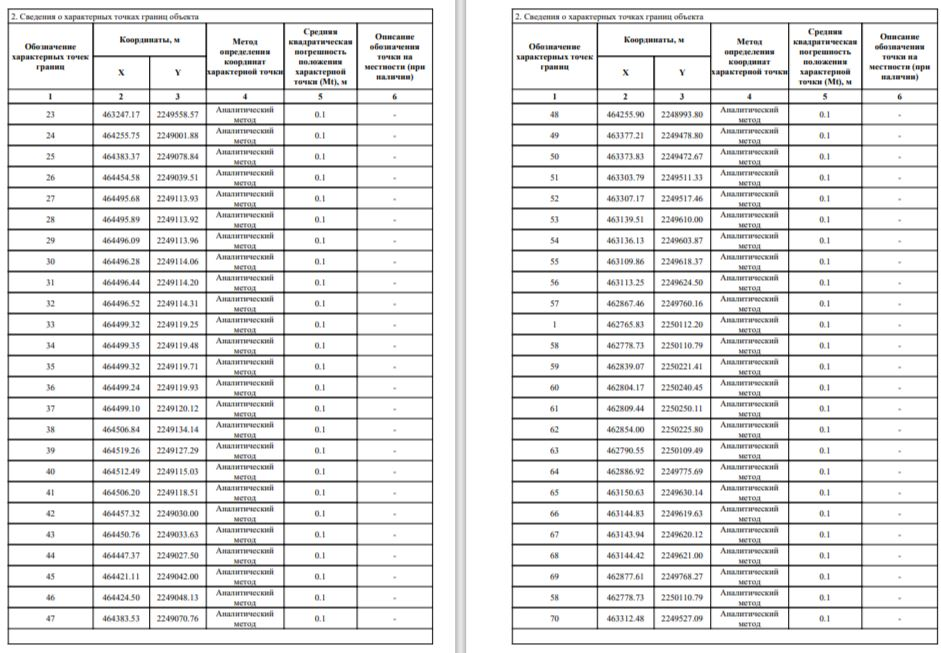 2. Сведения о характерных точках границ объекта
Обозначение характерных точек границ
Координаты, м
Метод определения координат характерной точки
Средняя квадратическая погрешность положения характерной точки (Mt), м
Описание обозначения точки на местности (при наличии)
X Y
1 2 3 4 5 6
23 463247.17 2249558.57 Аналитический метод 0.1 -
24 464255.75 2249001.88 Аналитический метод 0.1 -
25 464383.37 2249078.84 Аналитический метод 0.1 -
26 464454.58 2249039.51 Аналитический метод 0.1 -
27 464495.68 2249113.93 Аналитический метод 0.1 -
28 464495.89 2249113.92 Аналитический метод 0.1 -
29 464496.09 2249113.96 Аналитический метод 0.1 -
30 464496.28 2249114.06 Аналитический метод 0.1 -
31 464496.44 2249114.20 Аналитический метод 0.1 -
32 464496.52 2249114.31 Аналитический метод 0.1 -
33 464499.32 2249119.25 Аналитический метод 0.1 -
34 464499.35 2249119.48 Аналитический метод 0.1 -
35 464499.32 2249119.71 Аналитический метод 0.1 -
36 464499.24 2249119.93 Аналитический метод 0.1 -
37 464499.10 2249120.12 Аналитический метод 0.1 -
38 464506.84 2249134.14 Аналитический метод 0.1 -
39 464519.26 2249127.29 Аналитический метод 0.1 -
40 464512.49 2249115.03 Аналитический метод 0.1 -
41 464506.20 2249118.51 Аналитический метод 0.1 -
42 464457.32 2249030.00 Аналитический метод 0.1 -
43 464450.76 2249033.63 Аналитический метод 0.1 -
44 464447.37 2249027.50 Аналитический метод 0.1 -
45 464421.11 2249042.00 Аналитический метод 0.1 -
46 464424.50 2249048.13 Аналитический метод 0.1 -
47 464383.53 2249070.76 Аналитический метод 0.1 -
2. Сведения о характерных точках границ объекта
Обозначение характерных точек границ
Координаты, м
Метод определения координат характерной точки
Средняя квадратическая погрешность положения характерной точки (Mt), м
Описание обозначения точки на местности (при наличии)
X Y
1 2 3 4 5 6
48 464255.90 2248993.80 Аналитический метод 0.1 -
49 463377.21 2249478.80 Аналитический метод 0.1 -
50 463373.83 2249472.67 Аналитический метод 0.1 -
51 463303.79 2249511.33 Аналитический метод 0.1 -
52 463307.17 2249517.46 Аналитический метод 0.1 -
53 463139.51 2249610.00 Аналитический метод 0.1 -
54 463136.13 2249603.87 Аналитический метод 0.1 -
55 463109.86 2249618.37 Аналитический метод 0.1 -
56 463113.25 2249624.50 Аналитический метод 0.1 -
57 462867.46 2249760.16 Аналитический метод 0.1 -
1 462765.83 2250112.20 Аналитический метод 0.1 -
58 462778.73 2250110.79 Аналитический метод 0.1 -
59 462839.07 2250221.41 Аналитический метод 0.1 -
60 462804.17 2250240.45 Аналитический метод 0.1 -
61 462809.44 2250250.11 Аналитический метод 0.1 -
62 462854.00 2250225.80 Аналитический метод 0.1 -
63 462790.55 2250109.49 Аналитический метод 0.1 -
64 462886.92 2249775.69 Аналитический метод 0.1 -
65 463150.63 2249630.14 Аналитический метод 0.1 -
66 463144.83 2249619.63 Аналитический метод 0.1 -
67 463143.94 2249620.12 Аналитический метод 0.1 -
68 463144.42 2249621.00 Аналитический метод 0.1 -
69 462877.61 2249768.27 Аналитический метод 0.1 -
58 462778.73 2250110.79 Аналитический метод 0.1 -
70 463312.48 2249527.09 Аналитический метод 0.1 -